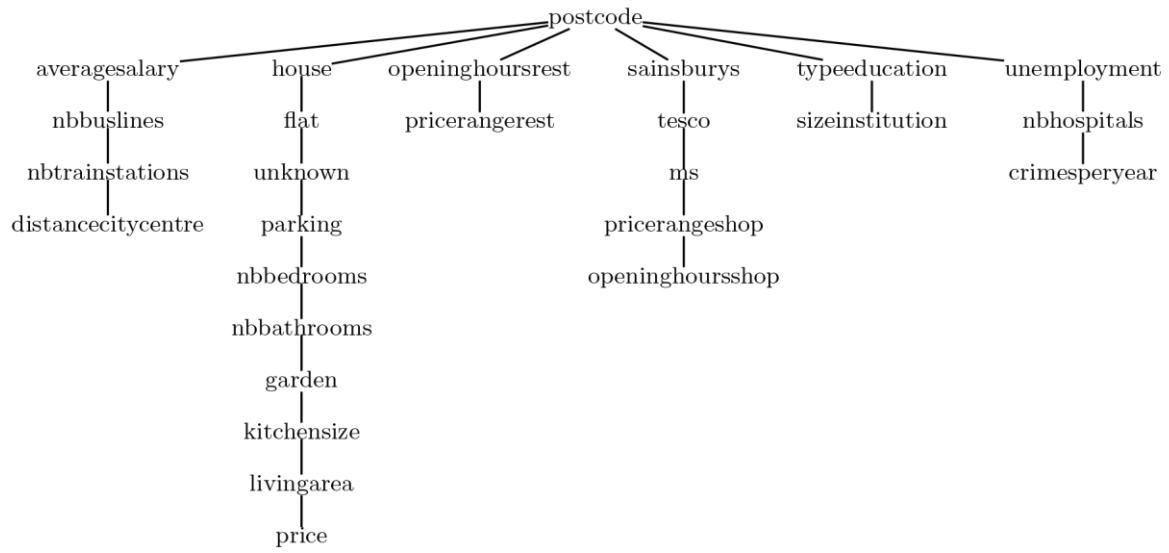 postcode
averagesalary house openinghoursrest sainsburys typeeducation unemployment
nbbuslines flat pricerangerest tesco sizeinstitution nbhospitals
nbtrainstations unknown ms crimesperyear
distancecitycentre parking pricerangeshop
nbbedrooms openinghoursshop
nbbathrooms
garden
kitchensize
livingarea
price